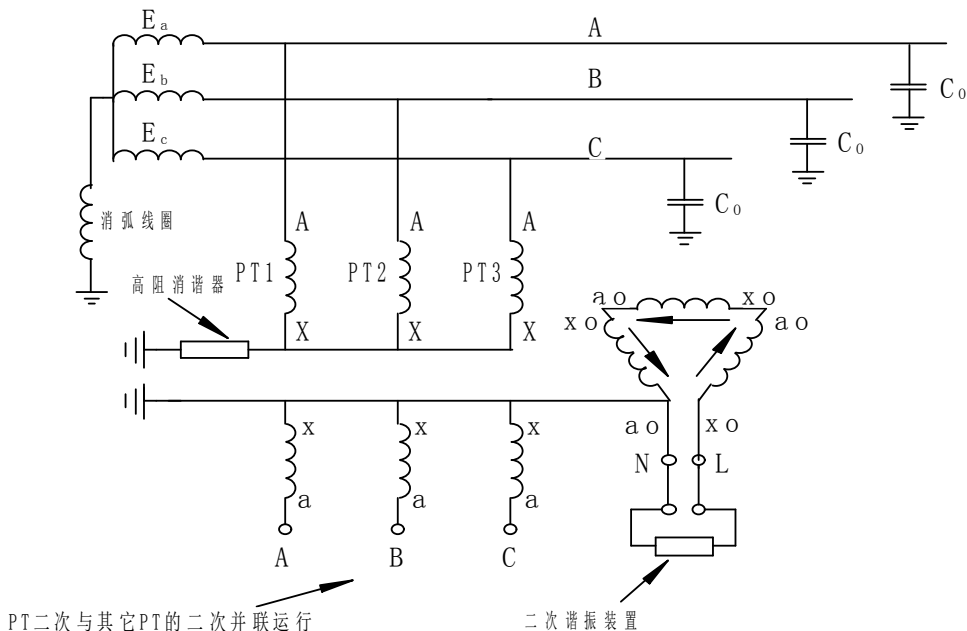 Ea
A
Eb
B
C₀
Ec
C
C₀
C₀
消弧线圈
A A A
PT1 PT2 PT3
高阻消谐器
X X X
ao xo
xo ao
x x x
ao xo
N L
a a a
A B C
PT二次与其它PT的二次并联运行
二次谐振装置